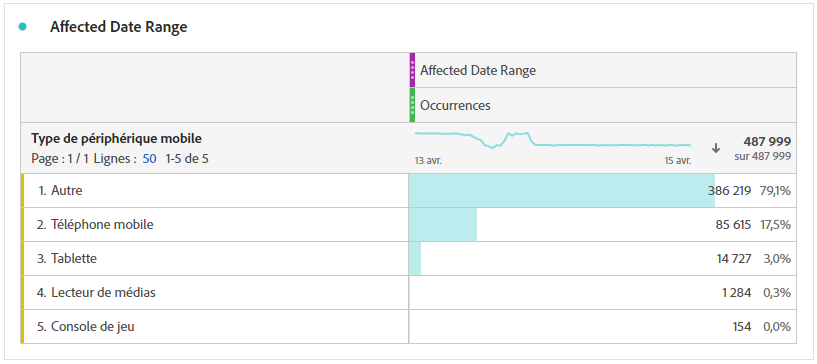 Affected Date Range
Affected Date Range
Occurrences
Type de périphérique mobile
Page : 1 / 1 Lignes : 50 1-5 de 5
13 avr. 15 avr.
487 999
sur 487 999
1. Autre 386 219 79,1%
2. Téléphone mobile 85 615 17,5%
3. Tablette 14 727 3,0%
4. Lecteur de médias 1 284 0,3%
5. Console de jeu 154 0,0%